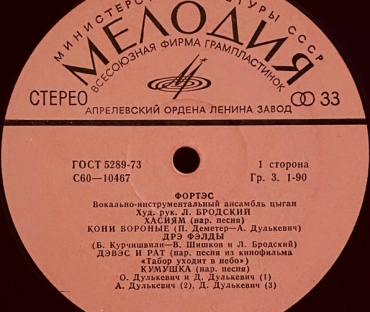 МИНИСТЕРСТВО КУЛЬТУРЫ СССР
МЕЛОДИЯ
ВСЕСОЮЗНАЯ ФИРМА ГРАМПЛАСТИНОК
СТЕРЕО
33
АПРЕЛЕВСКИЙ ОРДЕНА ЛЕНИНА ЗАВОД
ГОСТ 5289-73
1 сторона
С60—10467
Гр. 3. 1-90
ФОРТЭС
Вокально-инструментальный ансамбль цыган
Худ. рук. Л. БРОДСКИЙ
ХАСИЯМ (нар. песня)
КОНИ ВОРОНЫЕ (П. Деметер—А. Дулькевич)
ДРЭ ФЭЛДЫ
(Б. Курчишвили—В. Шишков и Л. Бродский)
ДЭВЭС И РАТ (нар. песня из кинофильма
«Табор уходит в небо»)
КУМУШКА (нар. песня)
О. Дулькевич и Д. Дулькевич (1)
А. Дулькевич (2), Д. Дулькевич (3)